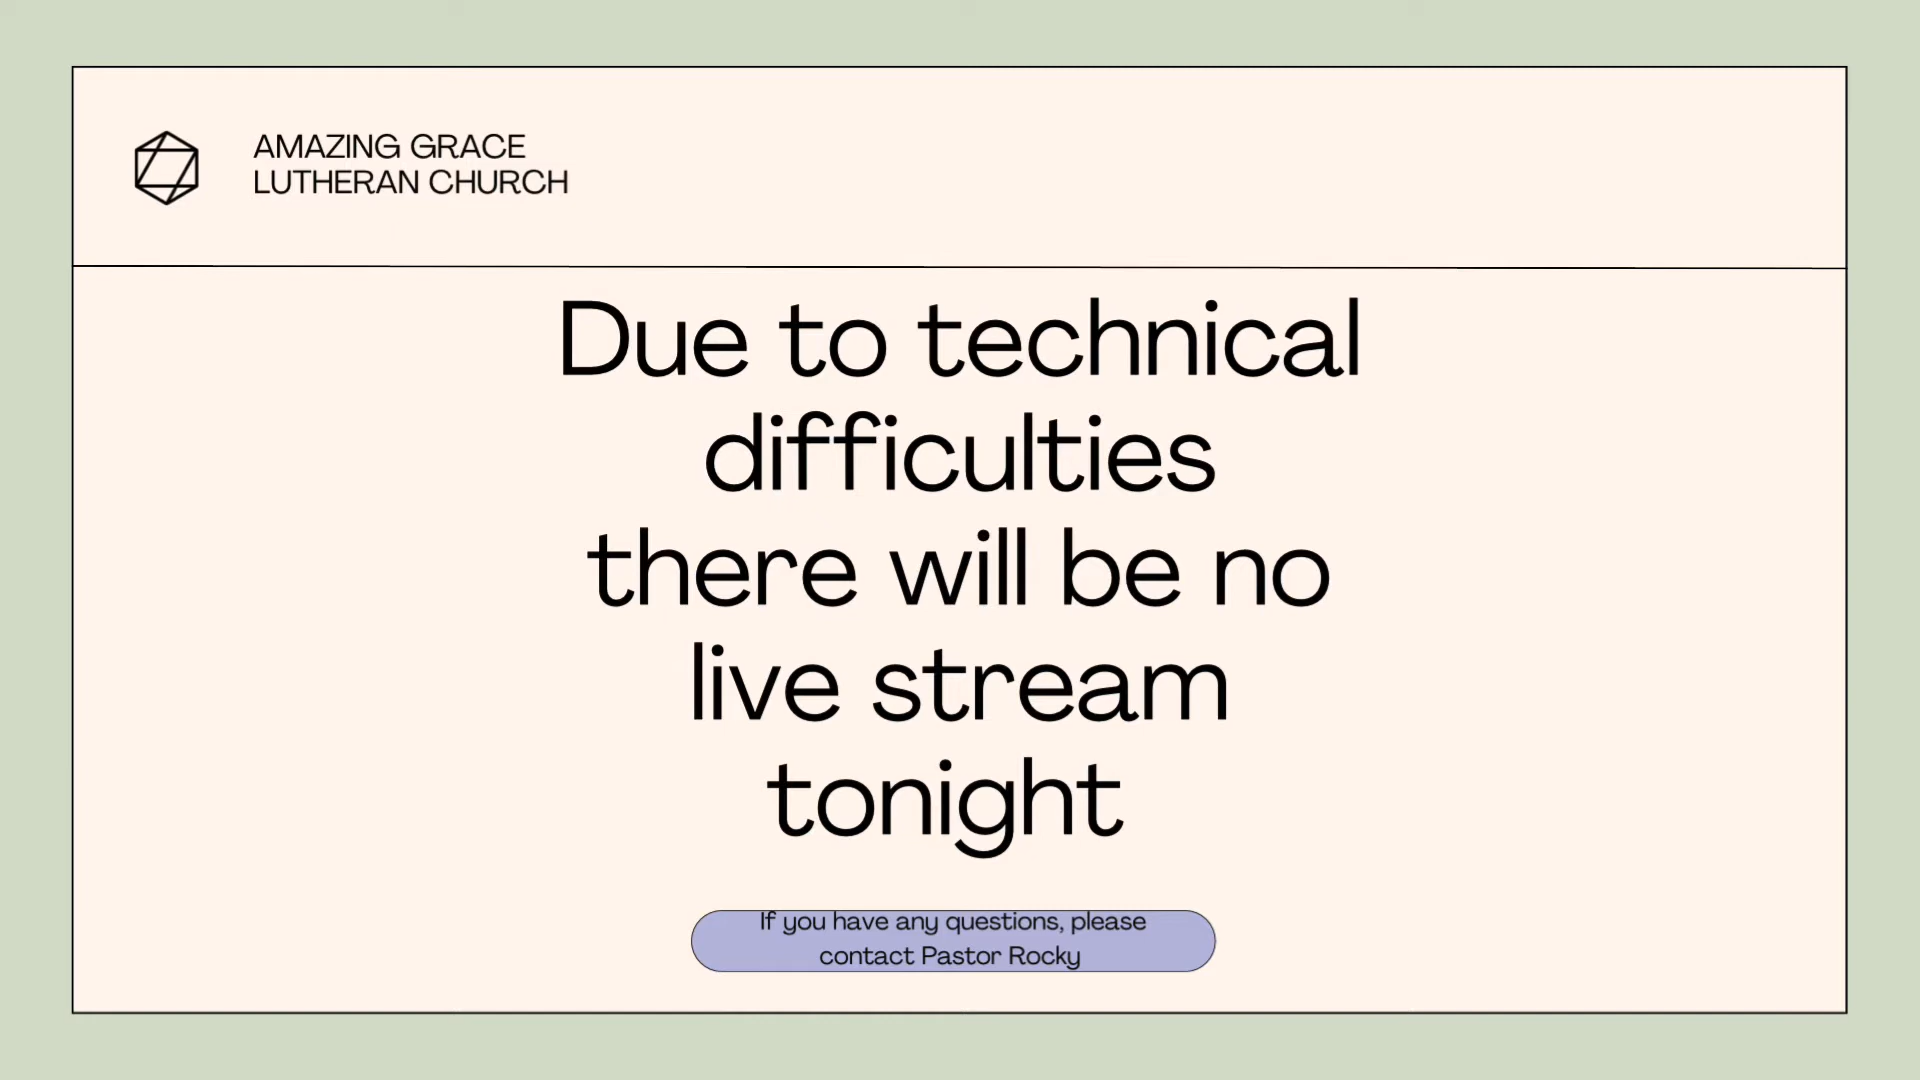 AMAZING GRACE
LUTHERAN CHURCH
Due to technical
difficulties
there will be no
live stream
tonight
If you have any questions, please
contact Pastor Rocky